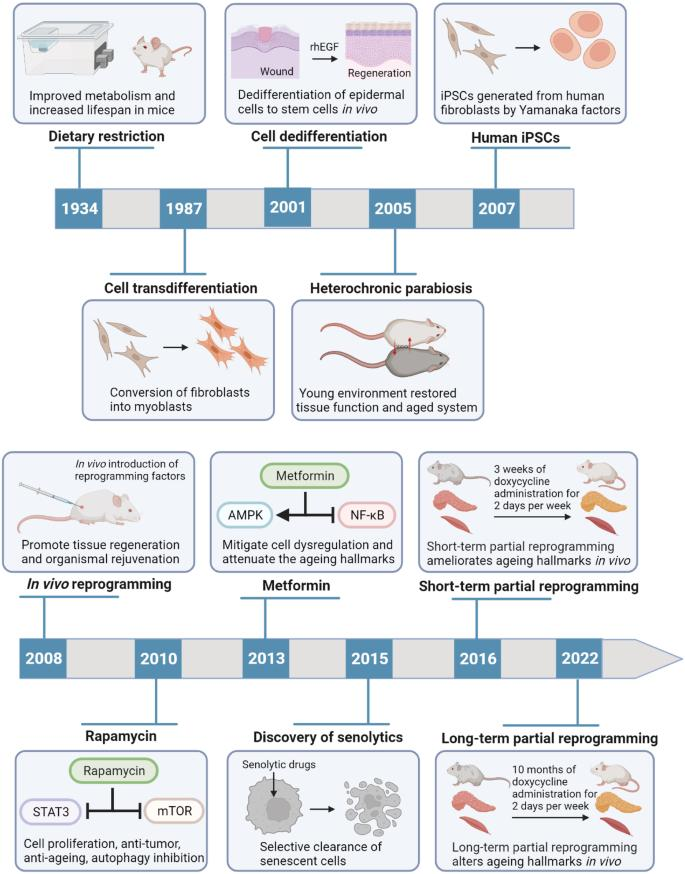 rhEGF
Wound
Regeneration
Improved metabolism and
increased lifespan in mice
Dedifferentiation of epidermal
cells to stem cells in vivo
iPSCs generated from human
fibroblasts by Yamanaka factors
Dietary restriction
Cell dedifferentiation
Human iPSCs
1934
1987
2001
2005
2007
Cell transdifferentiation
Heterochronic parabiosis
Conversion of fibroblasts
into myoblasts
Young environment restored
tissue function and aged system
In vivo introduction of
reprogramming factors
Promote tissue regeneration
and organismal rejuvenation
In vivo reprogramming
Metformin
AMPK
NF-κB
Mitigate cell dysregulation and
attenuate the ageing hallmarks
Metformin
3 weeks of
doxycycline
administration for
2 days per week
Short-term partial reprogramming
ameliorates ageing hallmarks in vivo
Short-term partial reprogramming
2008
2010
2013
2015
2016
2022
Rapamycin
Rapamycin
STAT3
mTOR
Cell proliferation, anti-tumor,
anti-ageing, autophagy inhibition
Discovery of senolytics
Senolytic drugs
Selective clearance of
senescent cells
Long-term partial reprogramming
10 months of
doxycycline
administration for
2 days per week
Long-term partial reprogramming
alters ageing hallmarks in vivo